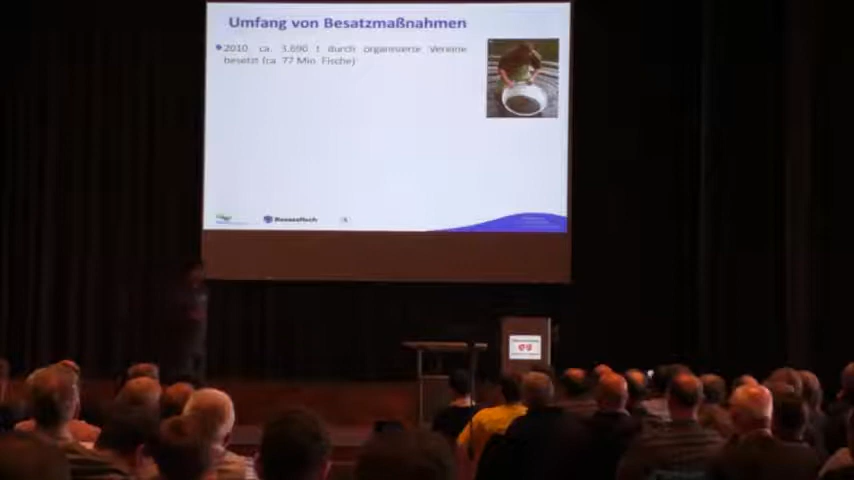 Umfang von Besatzmaßnahmen
2010 ca. 3.690 t durch organisierte Vereine
besetzt (ca. 77 Mio. Fische)
Besatzfisch